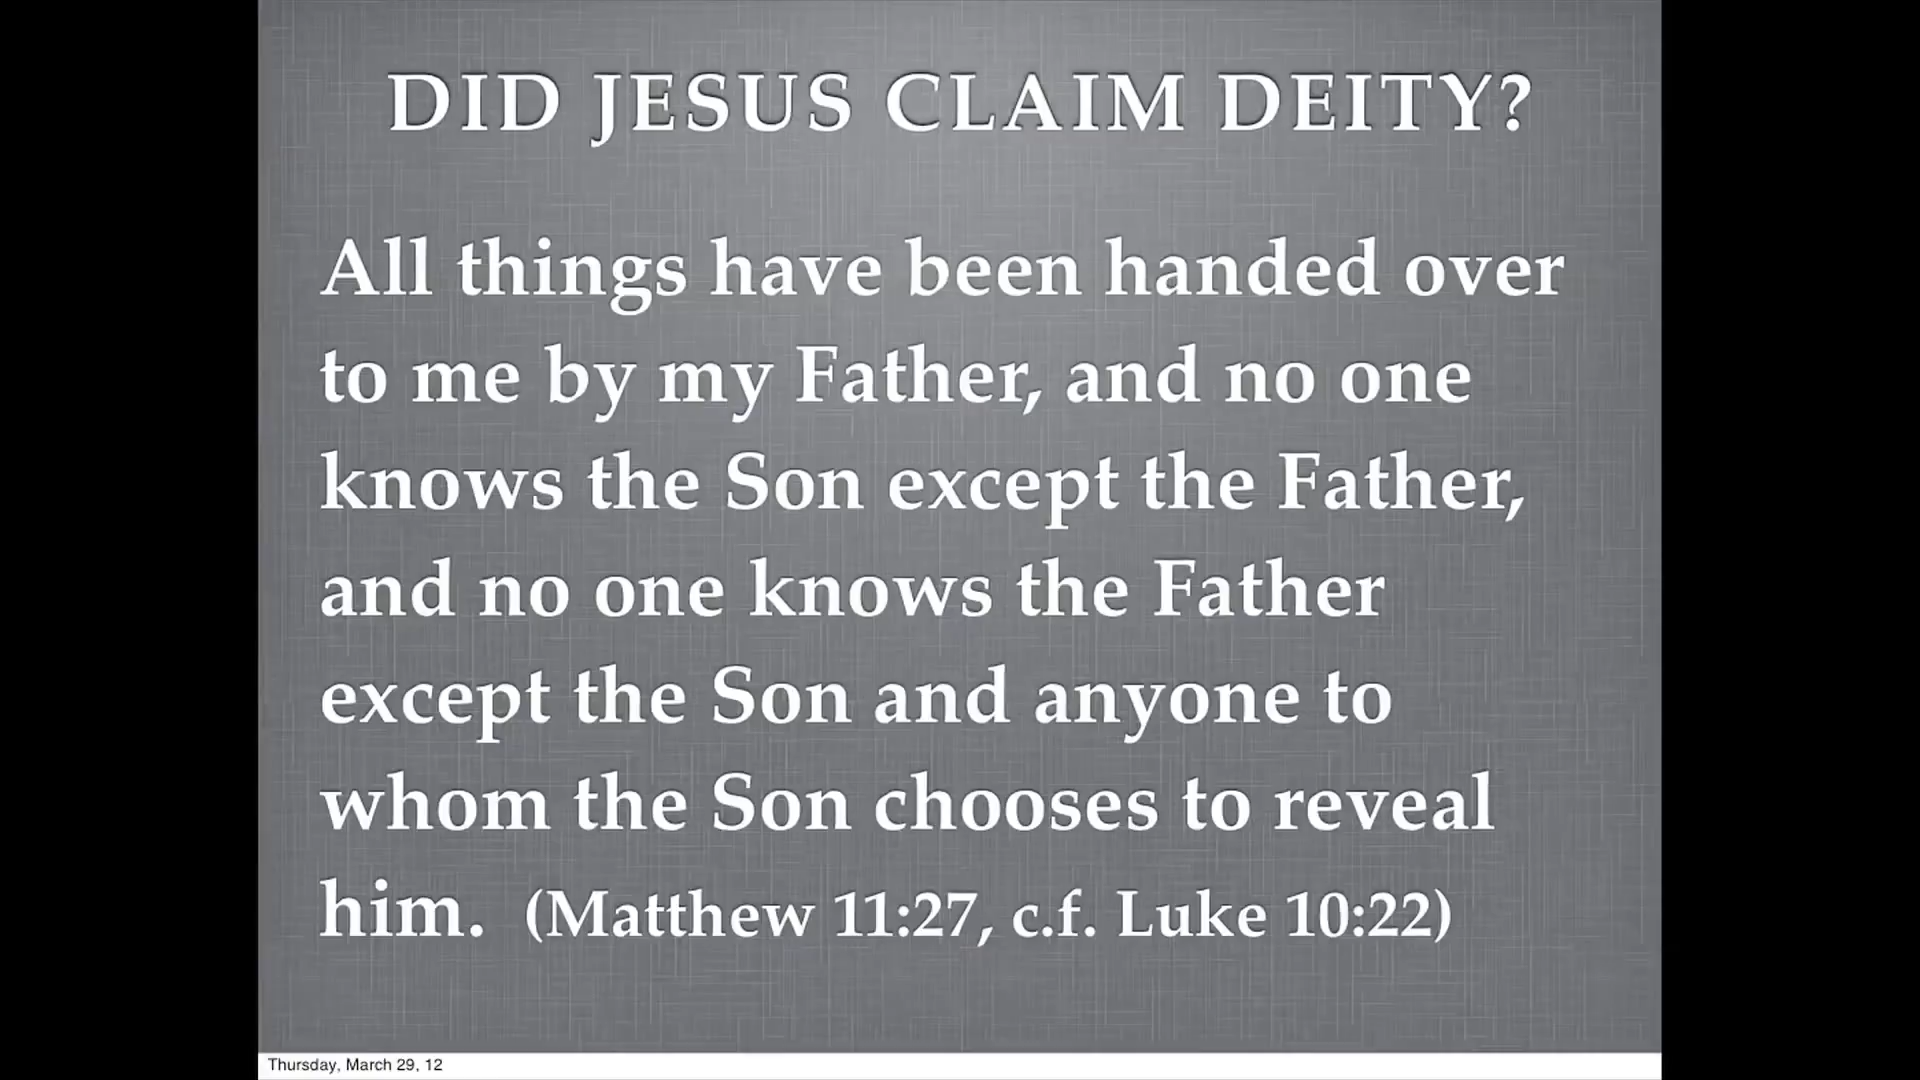 DID JESUS CLAIM DEITY?
All things have been handed over
to me by my Father, and no one
knows the Son except the Father,
and no one knows the Father
except the Son and anyone to
whom the Son chooses to reveal
him. (Matthew 11:27, c.f. Luke 10:22)
Thursday, March 29, 12